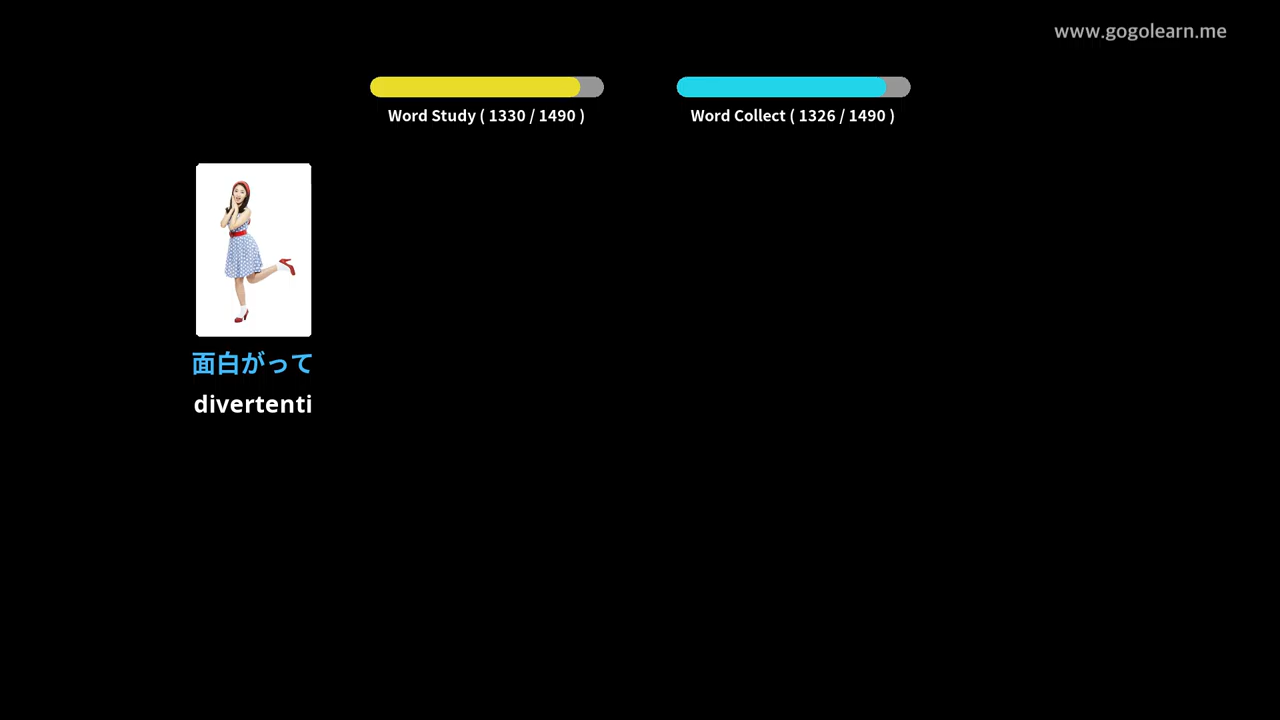 www.gogolearn.me
Word Study ( 1330 / 1490 )
Word Collect ( 1326 / 1490 )
面白がって
divertenti